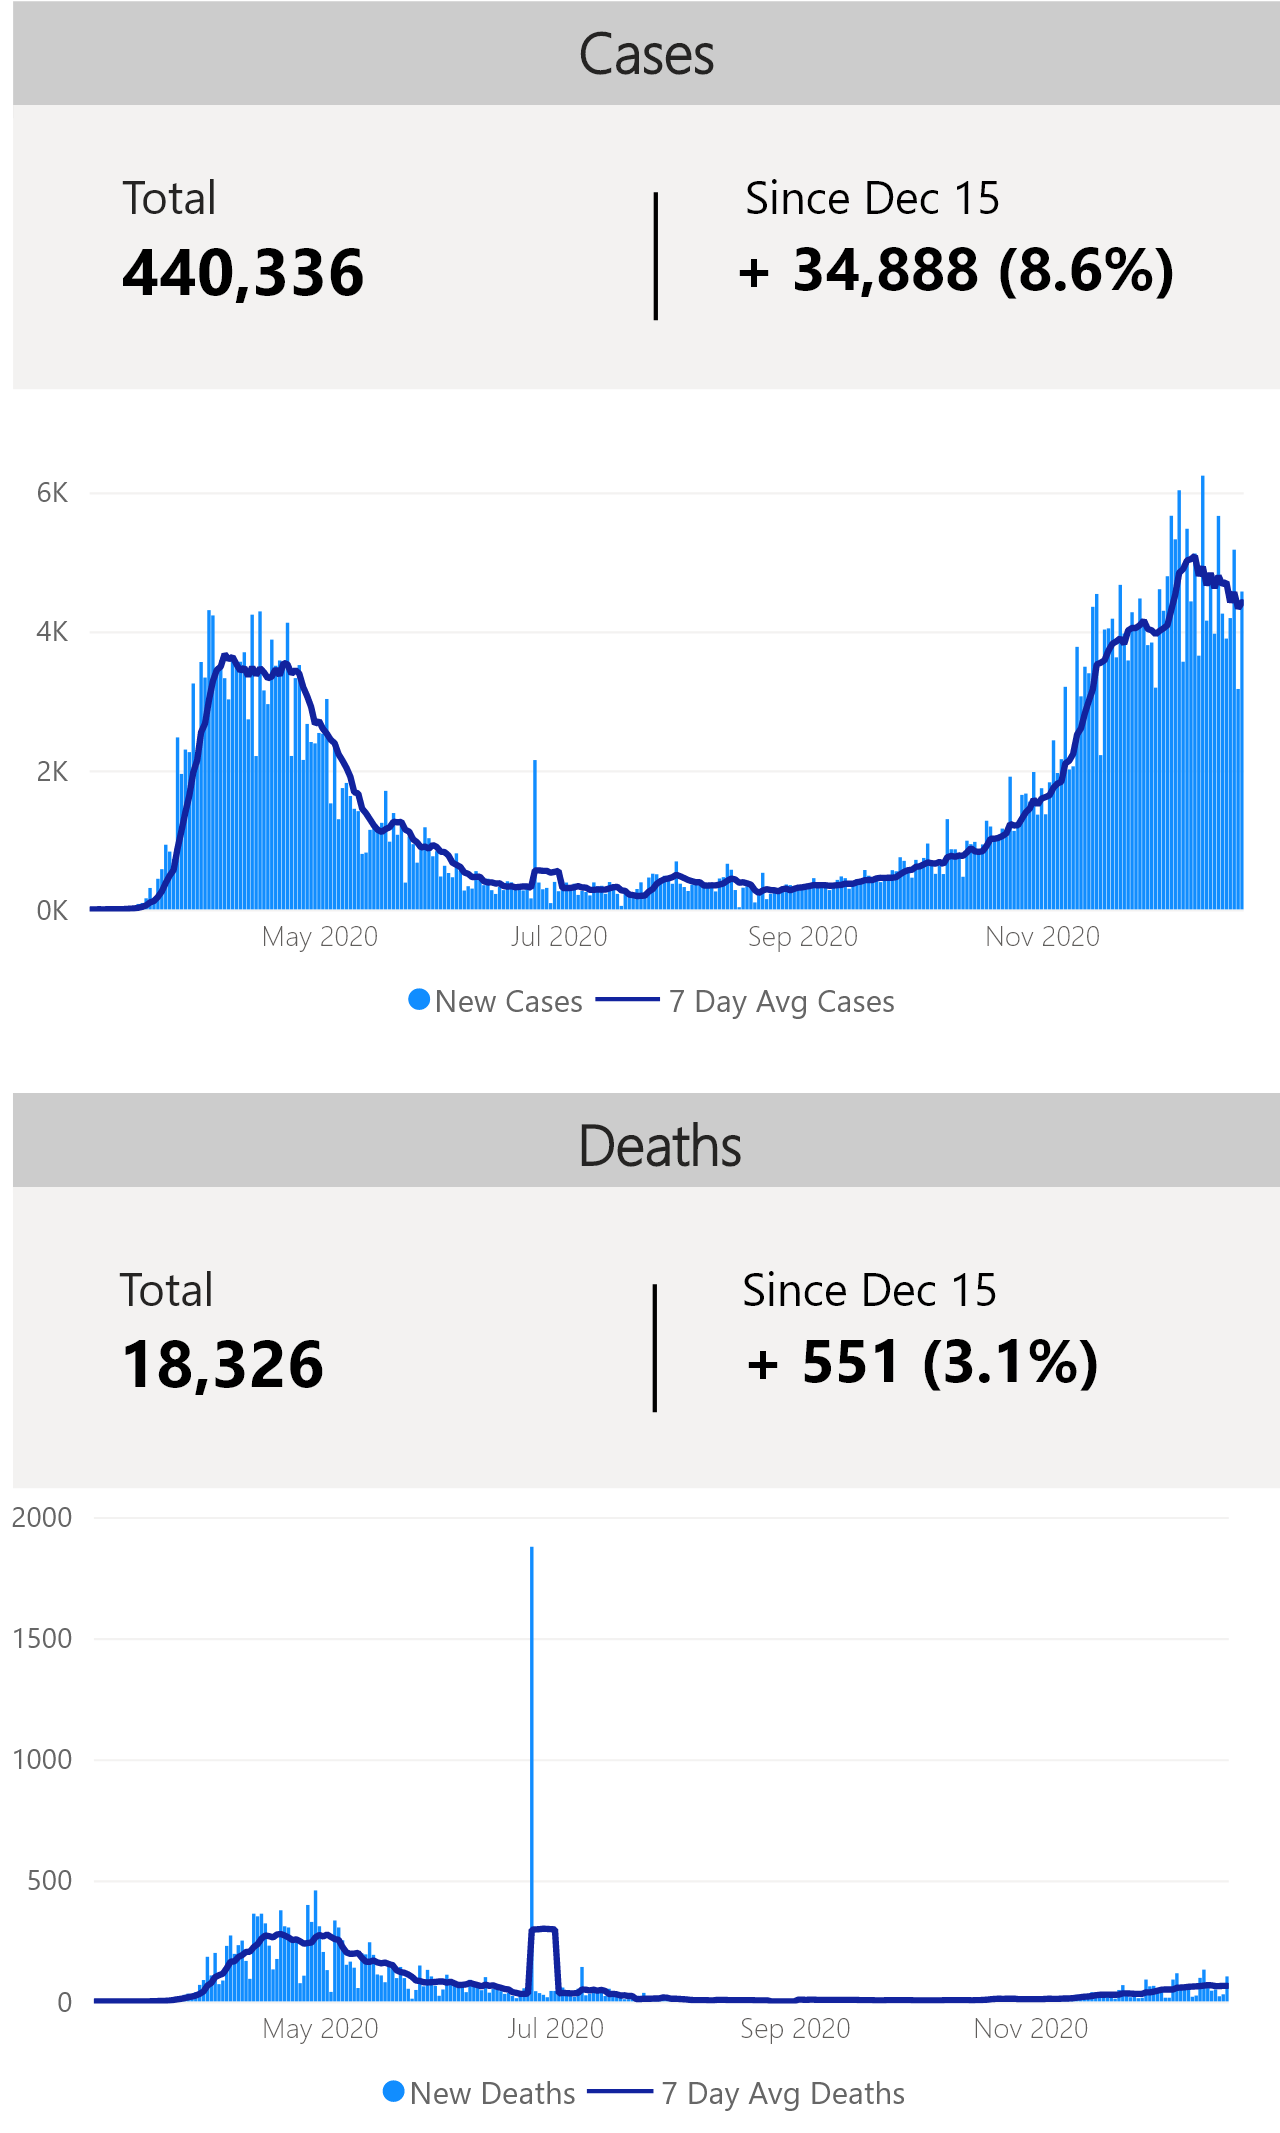 Cases
Total
Since Dec 15
440,336
+ 34,888 (8.6%)
6K
4K
2K
0K
May 2020
Jul 2020
Sep 2020
Nov 2020
New Cases
7 Day Avg Cases
Deaths
Total
Since Dec 15
18,326
+ 551 (3.1%)
2000
1500
1000
500
0
May 2020
Jul 2020
Sep 2020
Nov 2020
New Deaths
7 Day Avg Deaths